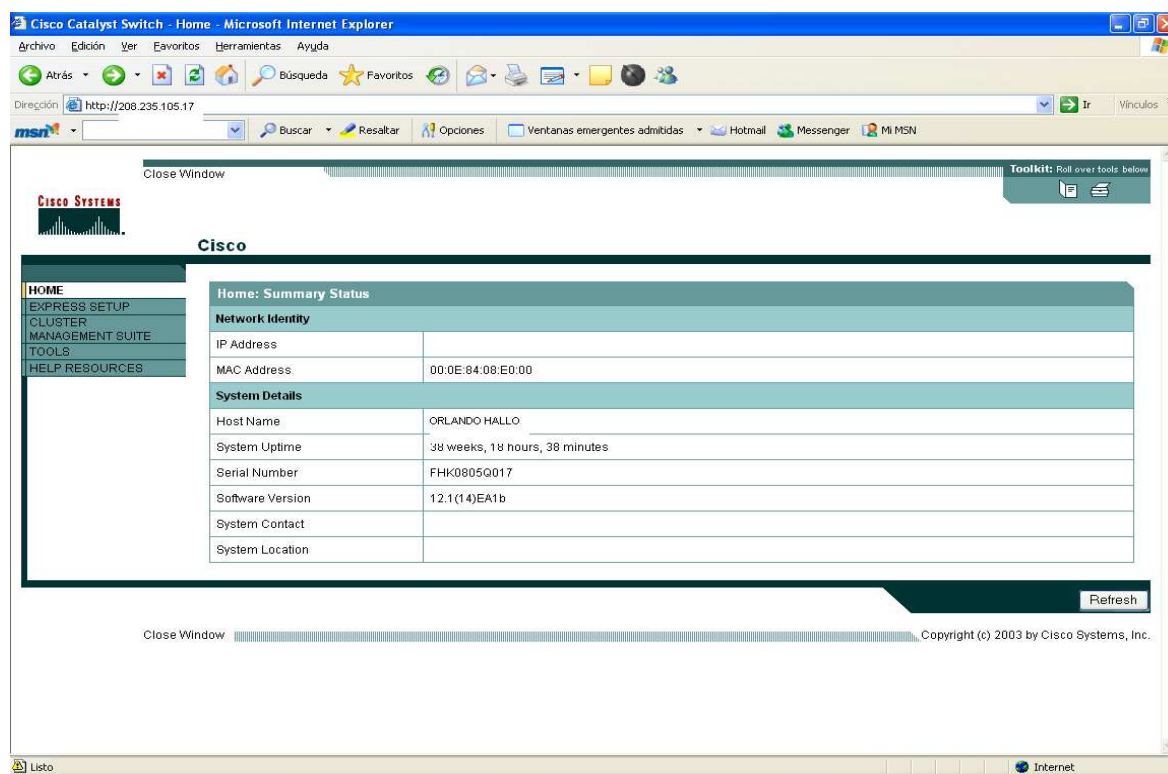 Cisco Catalyst Switch - Home - Microsoft Internet Explorer
Archivo Edición Ver Favoritos Herramientas Ayuda
Atrás Búsqueda Favoritos
Dirección http://208.235.105.17 Ir Vínculos
msn Buscar Resaltar Opciones Ventanas emergentes admitidas Hotmail Messenger Mi MSN
Close Window
Toolkit: Roll over tools below
CISCO SYSTEMS
Cisco
HOME
EXPRESS SETUP
CLUSTER
MANAGEMENT SUITE
TOOLS
HELP RESOURCES
Home: Summary Status
Network Identity
IP Address
MAC Address 00:0E:84:08:E0:00
System Details
Host Name ORLANDO HALLO
System Uptime 38 weeks, 18 hours, 38 minutes
Serial Number FHK0805Q017
Software Version 12.1(14)EA1b
System Contact
System Location
Refresh
Close Window Copyright (c) 2003 by Cisco Systems, Inc.
Listo Internet